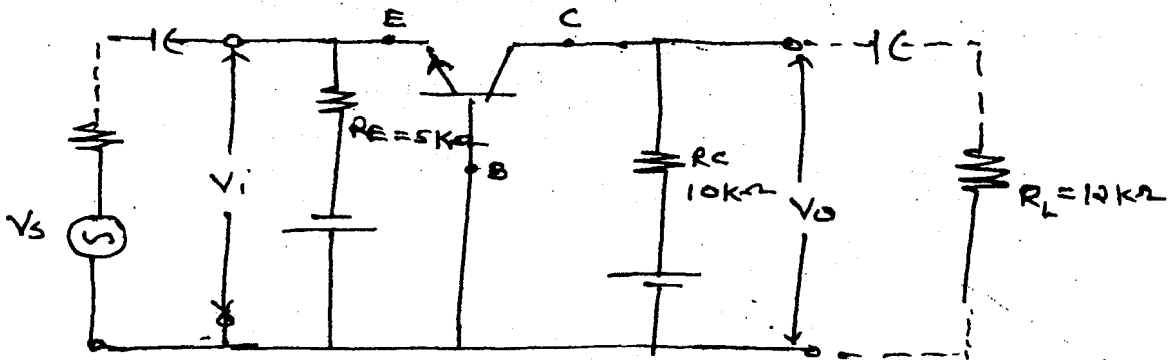 E
C
RE=5KΩ
B
RC
10KΩ
Vi
Vo
RL=12KΩ
Vs